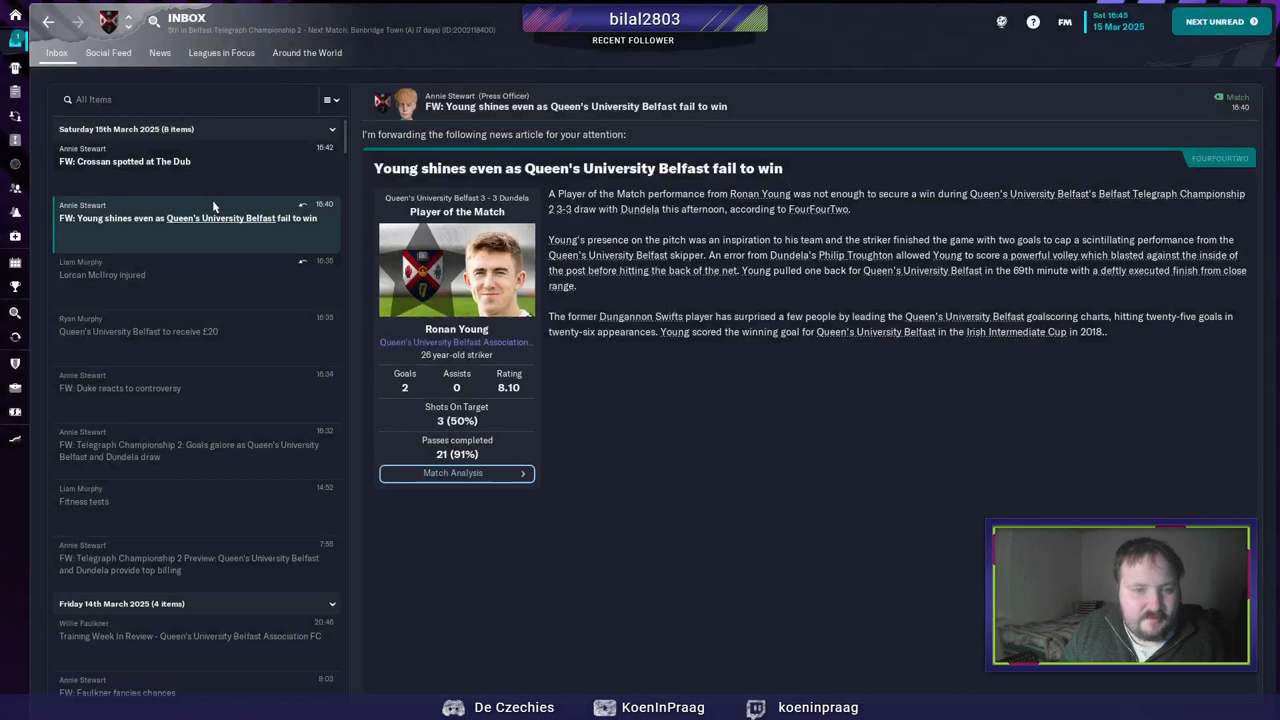 INBOX
5th in Belfast Telegraph Championship 2 - Next Match: Banbridge Town (A) (7 days) (ID:2002118400)
bilal2803
RECENT FOLLOWER
FM
Sat 16:45
15 Mar 2025
NEXT UNREAD
Inbox
Social Feed
News
Leagues in Focus
Around the World
All Items
Saturday 15th March 2025 (8 items)
Annie Stewart
16:42
FW: Crossan spotted at The Dub
Annie Stewart
16:40
FW: Young shines even as Queen's University Belfast fail to win
Liam Murphy
16:35
Lorcan McIlroy injured
Ryan Murphy
16:35
Queen's University Belfast to receive £20
Annie Stewart
16:34
FW: Duke reacts to controversy
Annie Stewart
16:32
FW: Telegraph Championship 2: Goals galore as Queen's University
Belfast and Dundela draw
Liam Murphy
14:52
Fitness tests
Annie Stewart
7:55
FW: Telegraph Championship 2 Preview: Queen's University Belfast
and Dundela provide top billing
Friday 14th March 2025 (4 items)
Willie Faulkner
20:46
Training Week In Review - Queen's University Belfast Association FC
Annie Stewart
8:03
FW: Faulkner fancies chances
Annie Stewart (Press Officer)
FW: Young shines even as Queen's University Belfast fail to win
Match
16:40
I'm forwarding the following news article for your attention:
FOURFOURTWO
Young shines even as Queen's University Belfast fail to win
Queen's University Belfast 3 - 3 Dundela
Player of the Match
Ronan Young
Queen's University Belfast Association...
26 year-old striker
Goals
Assists
Rating
2
0
8.10
Shots On Target
3 (50%)
Passes completed
21 (91%)
Match Analysis
A Player of the Match performance from Ronan Young was not enough to secure a win during Queen's University Belfast's Belfast Telegraph Championship
2 3-3 draw with Dundela this afternoon, according to FourFourTwo.
Young's presence on the pitch was an inspiration to his team and the striker finished the game with two goals to cap a scintillating performance from the
Queen's University Belfast skipper. An error from Dundela's Philip Troughton allowed Young to score a powerful volley which blasted against the inside of
the post before hitting the back of the net. Young pulled one back for Queen's University Belfast in the 69th minute with a deftly executed finish from close
range.
The former Dungannon Swifts player has surprised a few people by leading the Queen's University Belfast goalscoring charts, hitting twenty-five goals in
twenty-six appearances. Young scored the winning goal for Queen's University Belfast in the Irish Intermediate Cup in 2018..
De Czechies
KoenInPraag
koeninpraag